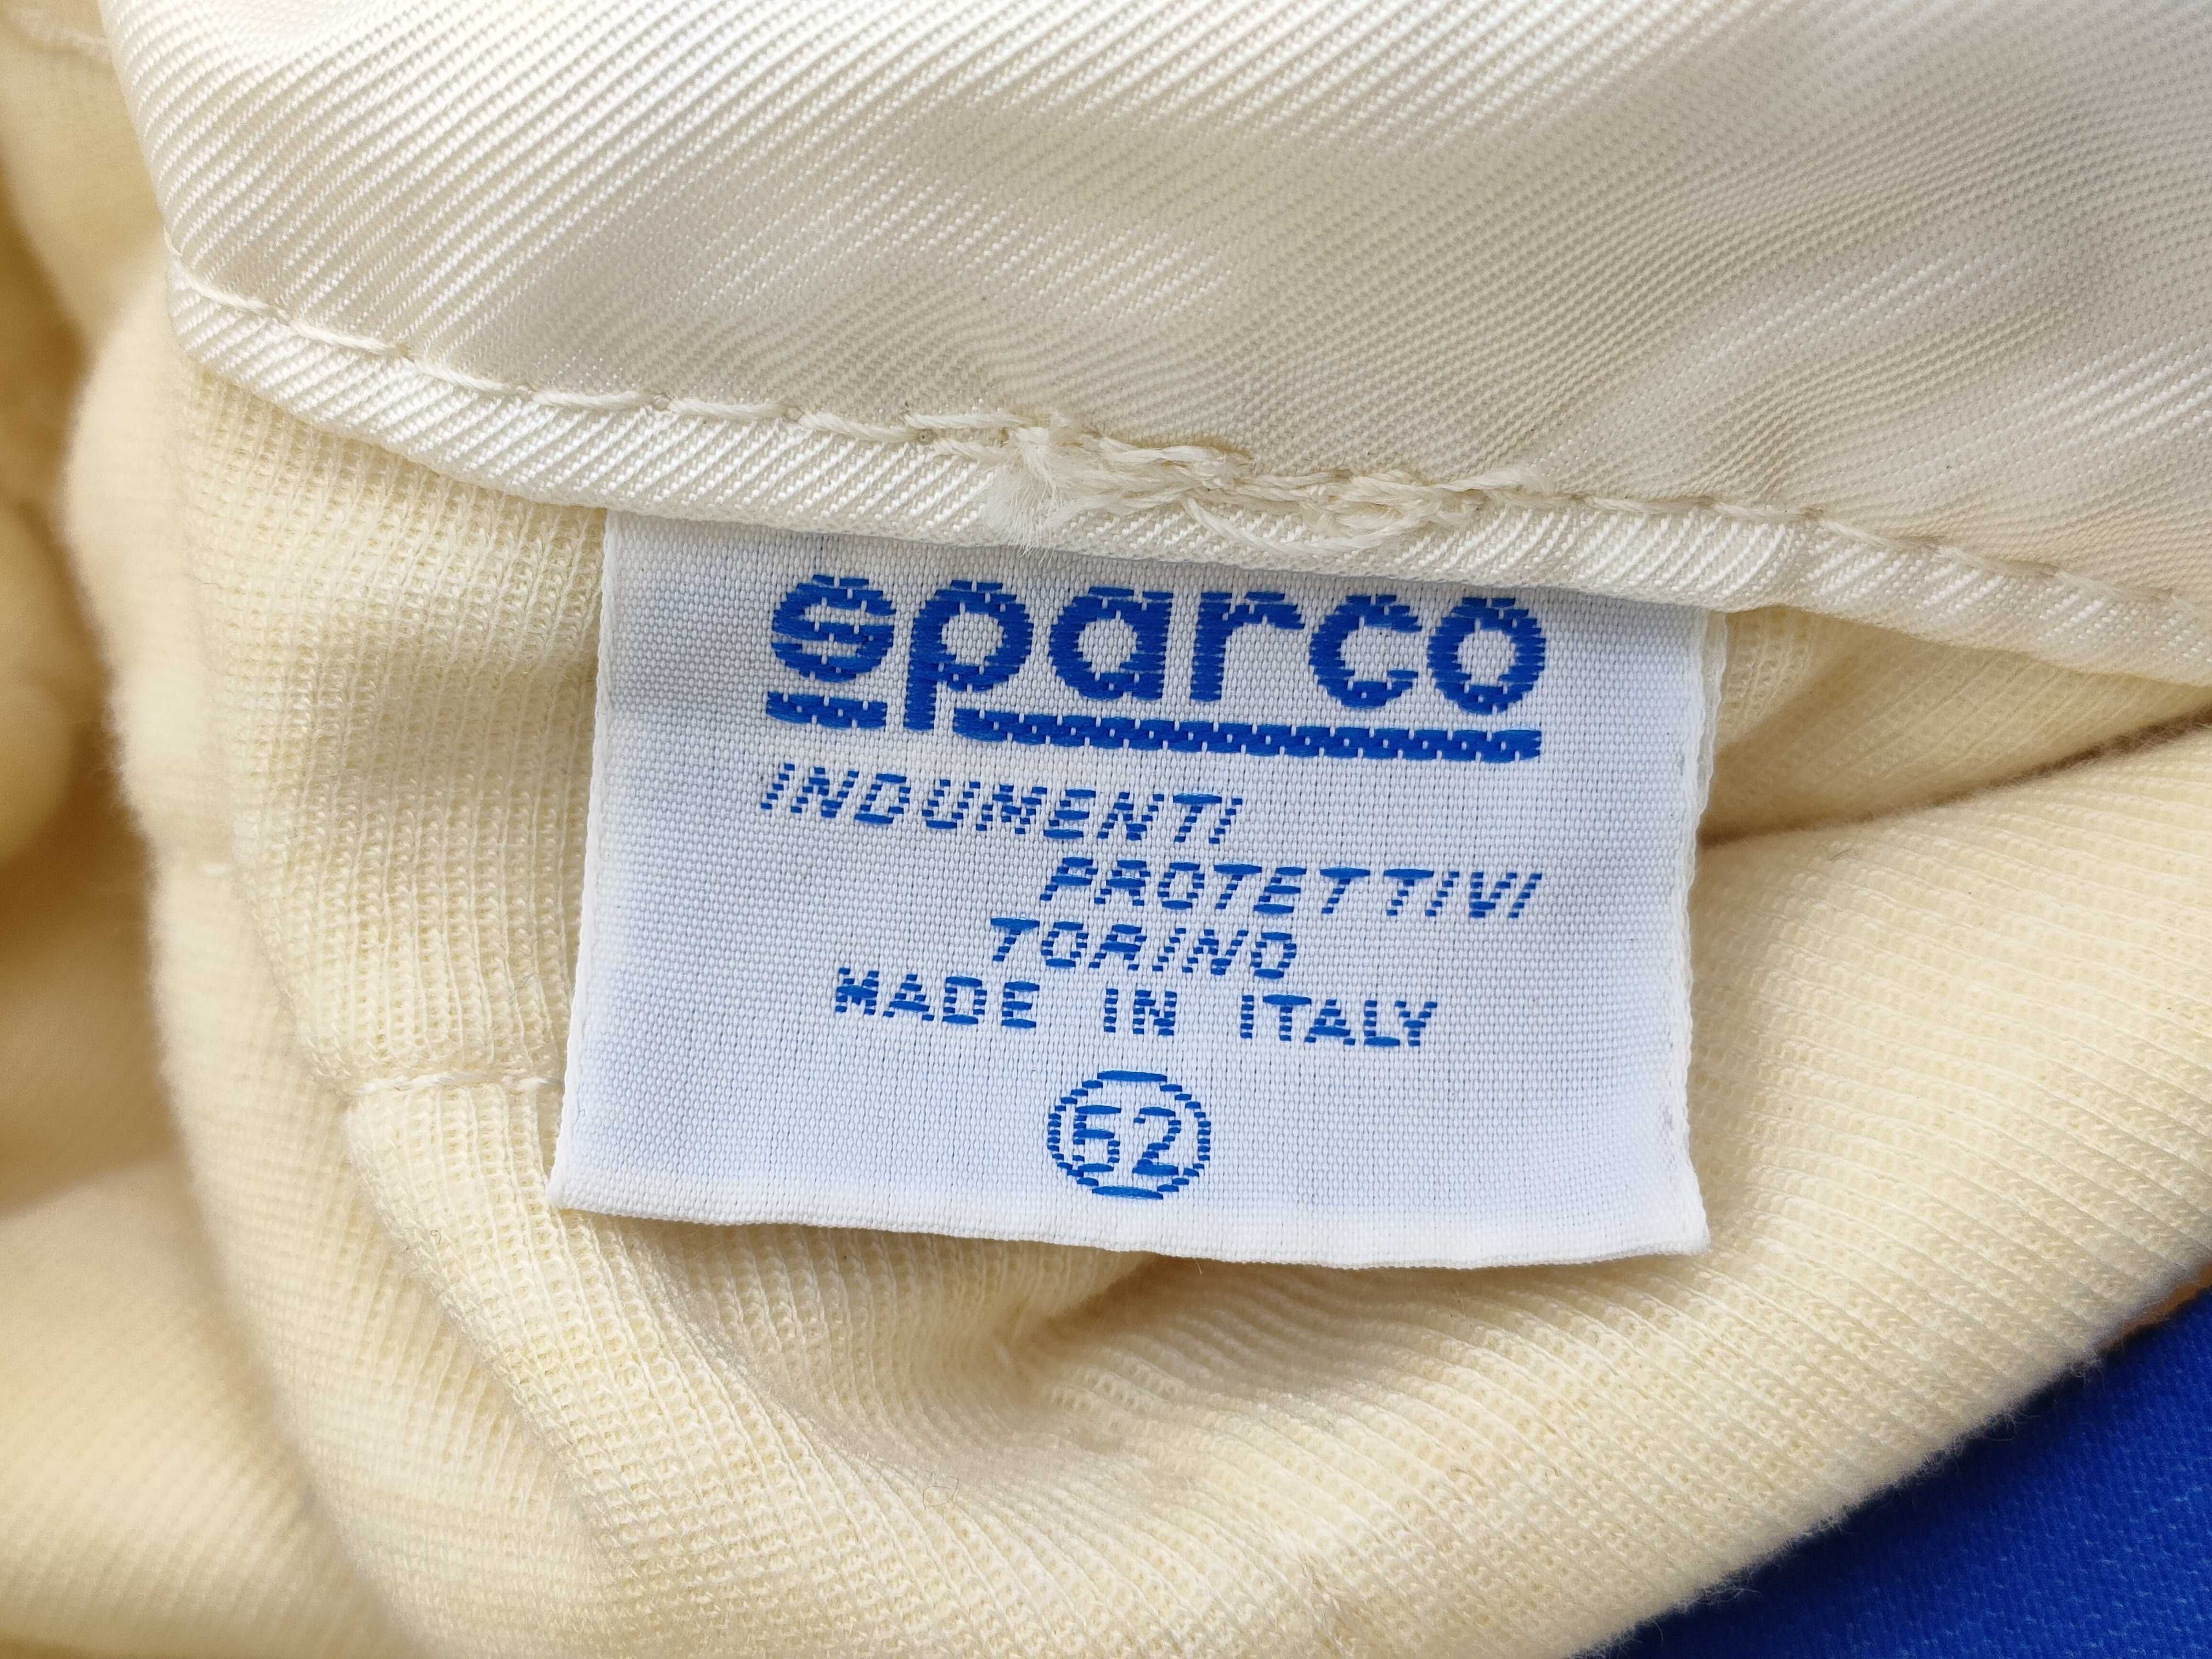 sparco
INDUMENTI
PROTETTIVI
TORINO
MADE IN ITALY
52